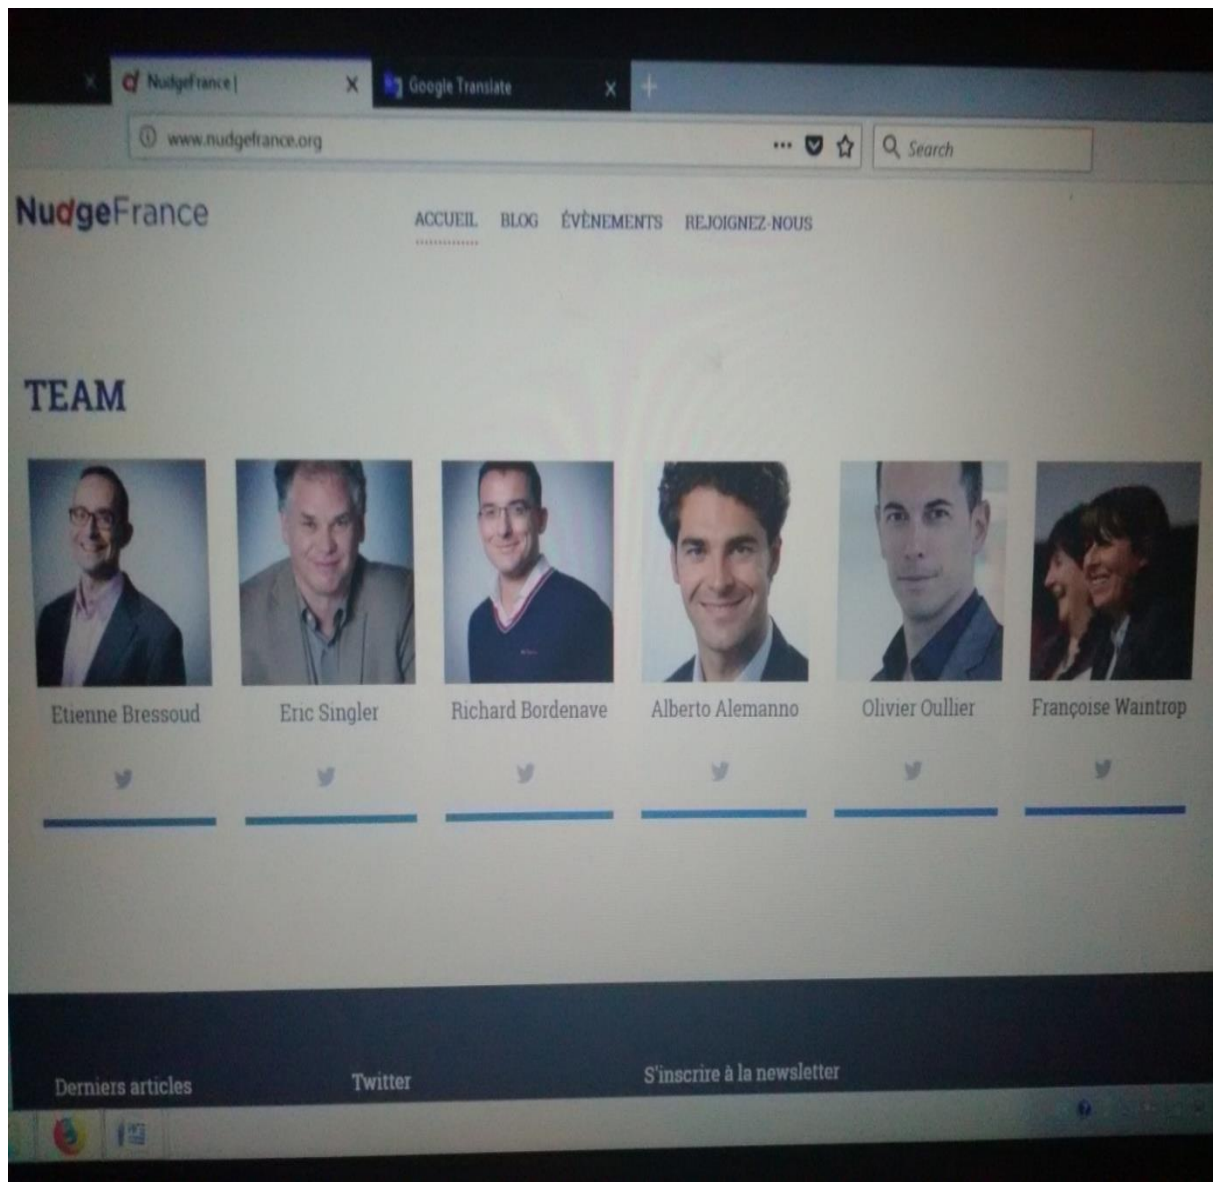 NudgeFrance |
Google Translate
www.nudgefrance.org
Search
NudgeFrance
ACCUEIL BLOG ÉVÈNEMENTS REJOIGNEZ-NOUS
TEAM
Etienne Bressoud
Eric Singler
Richard Bordenave
Alberto Alemanno
Olivier Oullier
Françoise Waintrop
Derniers articles
Twitter
S'inscrire à la newsletter